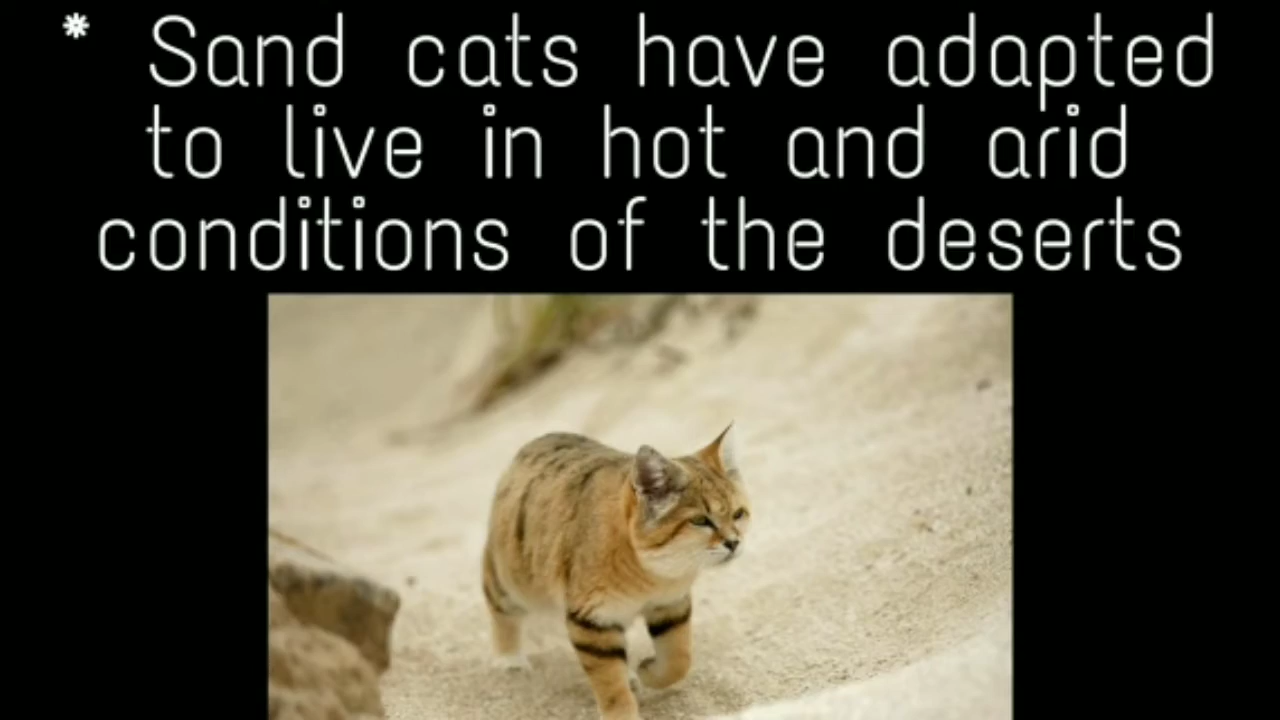 * Sand cats have adapted
to live in hot and arid
conditions of the deserts